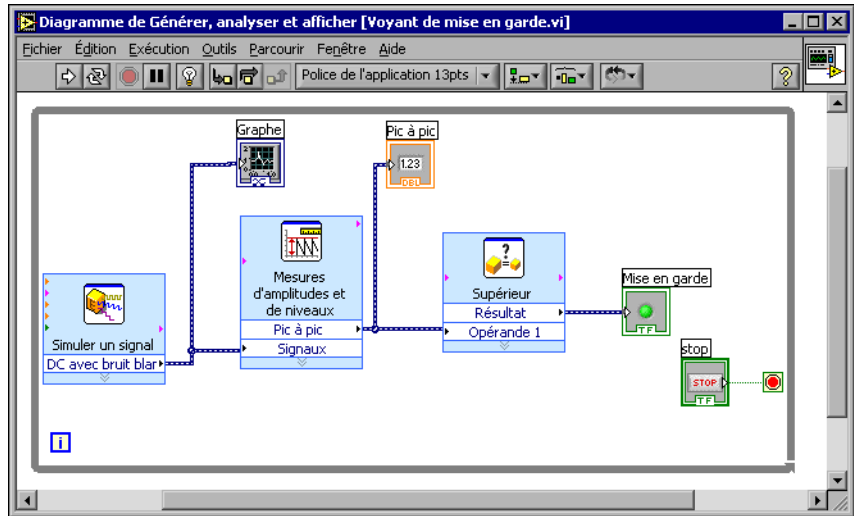 Diagramme de Générer, analyser et afficher [Voyant de mise en garde.vi]
Fichier Édition Exécution Outils Parcourir Fenêtre Aide
Police de l'application 13pts
?
Graphe
Pic à pic
1.23
DBL
Mesures
d'amplitudes et
de niveaux
Pic à pic
Signaux
?
Supérieur
Résultat
Opérande 1
Mise en garde
TF
Simuler un signal
DC avec bruit blar
stop
STOP
TF
i